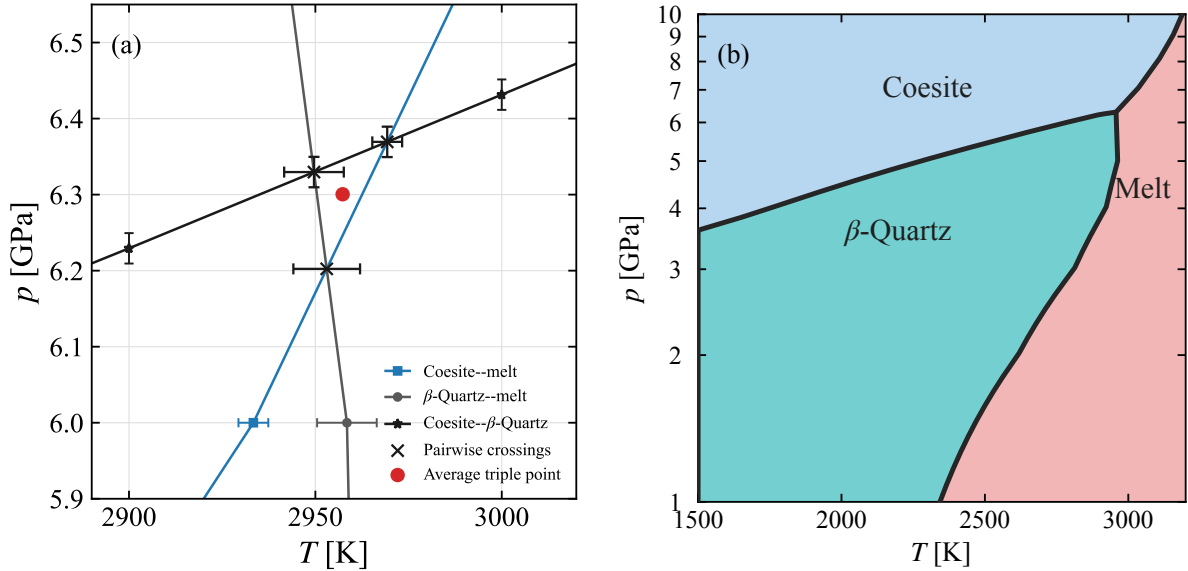 (a)
6.5
6.4
6.3
6.2
6.1
6.0
5.9
p [GPa]
2900
2950
3000
T [K]
Coesite--melt
β-Quartz--melt
Coesite--β-Quartz
Pairwise crossings
Average triple point
(b)
10
9
8
7
6
5
4
3
2
1
p [GPa]
Coesite
Melt
β-Quartz
1500
2000
2500
3000
T [K]